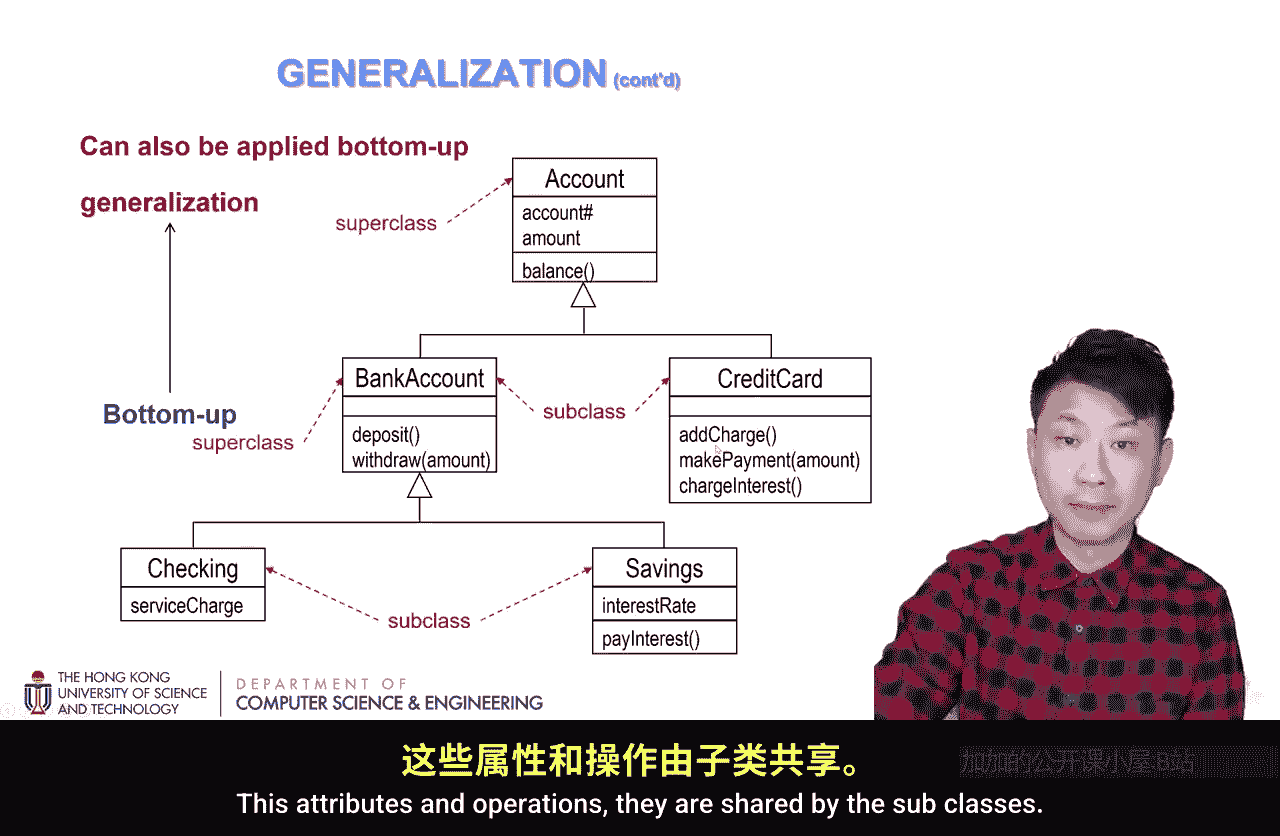 GENERALIZATION (cont'd)
Can also be applied bottom-up
generalization
Bottom-up
superclass
Account
account#
amount
balance()
superclass
BankAccount
deposit()
withdraw(amount)
subclass
CreditCard
addCharge()
makePayment(amount)
chargeInterest()
Checking
serviceCharge
subclass
Savings
interestRate
payInterest()
THE HONG KONG
UNIVERSITY OF SCIENCE
AND TECHNOLOGY
DEPARTMENT OF
COMPUTER SCIENCE & ENGINEERING
这些属性和操作由子类共享。
加加的公开课小屋B站
This attributes and operations, they are shared by the sub classes.